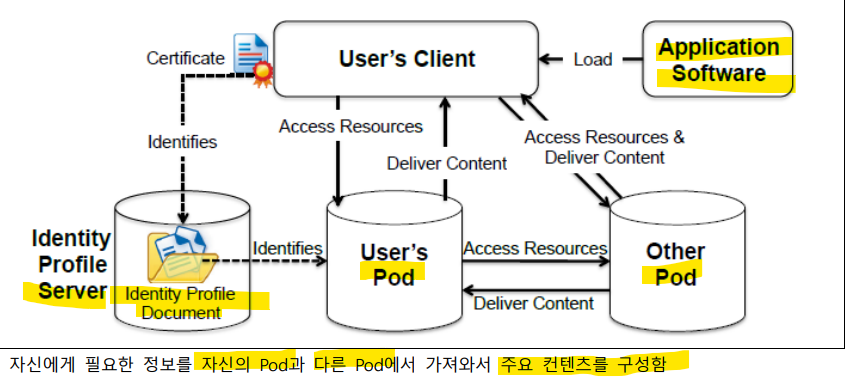 Certificate
User's Client
Load
Application
Software
Access Resources
Identifies
Deliver Content
Access Resources &
Deliver Content
Identity
Profile
Server
Identity Profile
Document
Identifies
User's
Pod
Access Resources
Deliver Content
Other
Pod
자신에게 필요한 정보를 자신의 Pod과 다른 Pod에서 가져와서 주요 컨텐츠를 구성함